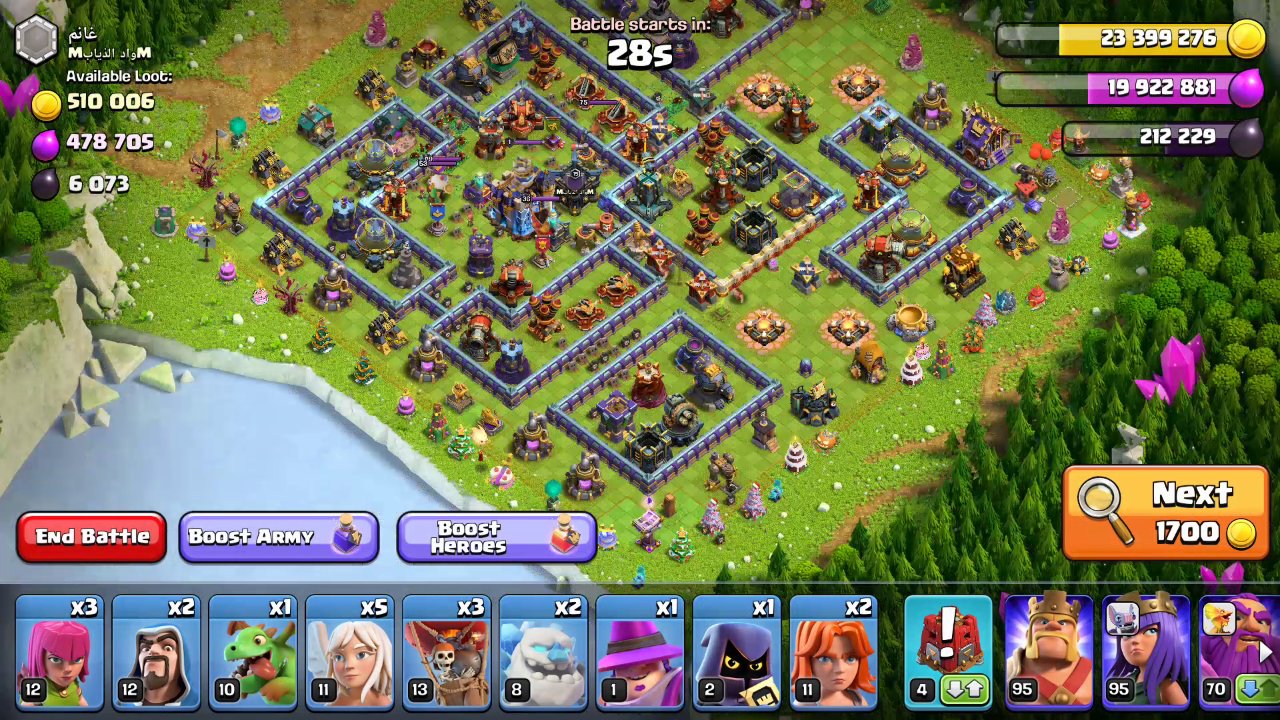 غانم
Mواد الذيابM
Available Loot:
510 006
478 705
6 073
Battle starts in:
28s
23 399 276
19 922 881
212 229
75
1
Next
1700
End Battle
Boost Army
Boost Heroes
x3
x2
x1
x5
x3
x2
x1
x1
x2
12
12
10
11
13
8
1
2
11
4
95
95
70